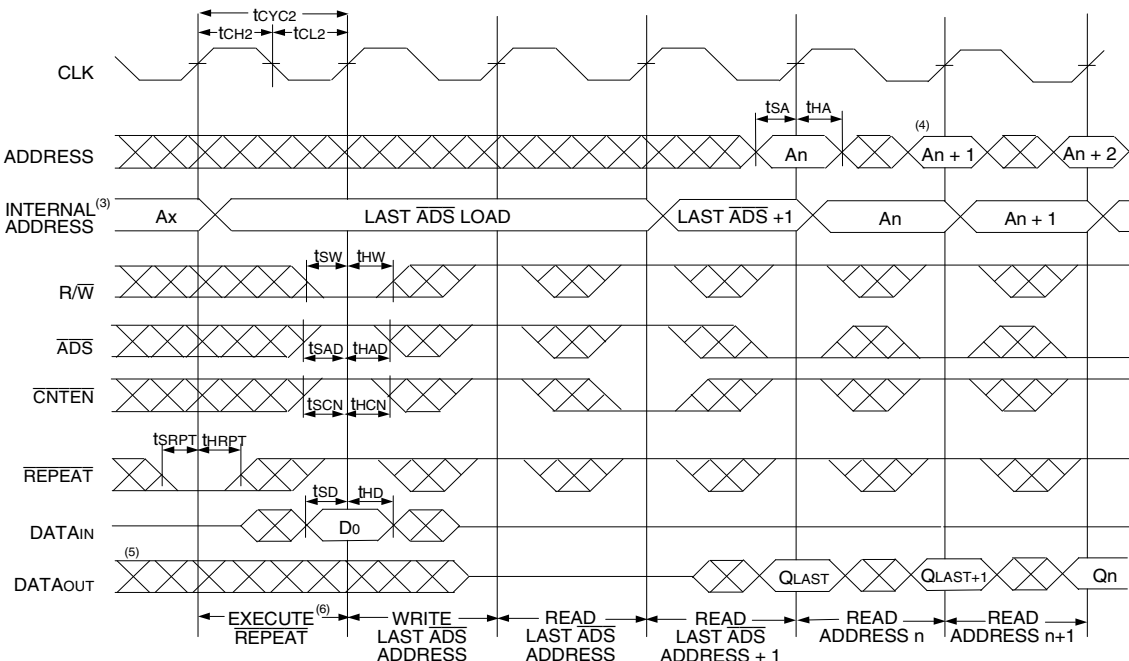 tCYC2
tCH2 tCL2
CLK
tSA tHA
ADDRESS An (4) An + 1 An + 2
INTERNAL(3) ADDRESS Ax LAST ADS LOAD LAST ADS +1 An An + 1
tSW tHW
R/W
ADS
tSAD tHAD
CNTEN
tSCN tHCN
tSRPT tHRPT
REPEAT
tSD tHD
DATAIN D0
(5)
DATAOUT QLAST QLAST+1 Qn
EXECUTE(6) WRITE READ READ READ READ
REPEAT LAST ADS LAST ADS LAST ADS ADDRESS n ADDRESS n+1
ADDRESS ADDRESS ADDRESS + 1